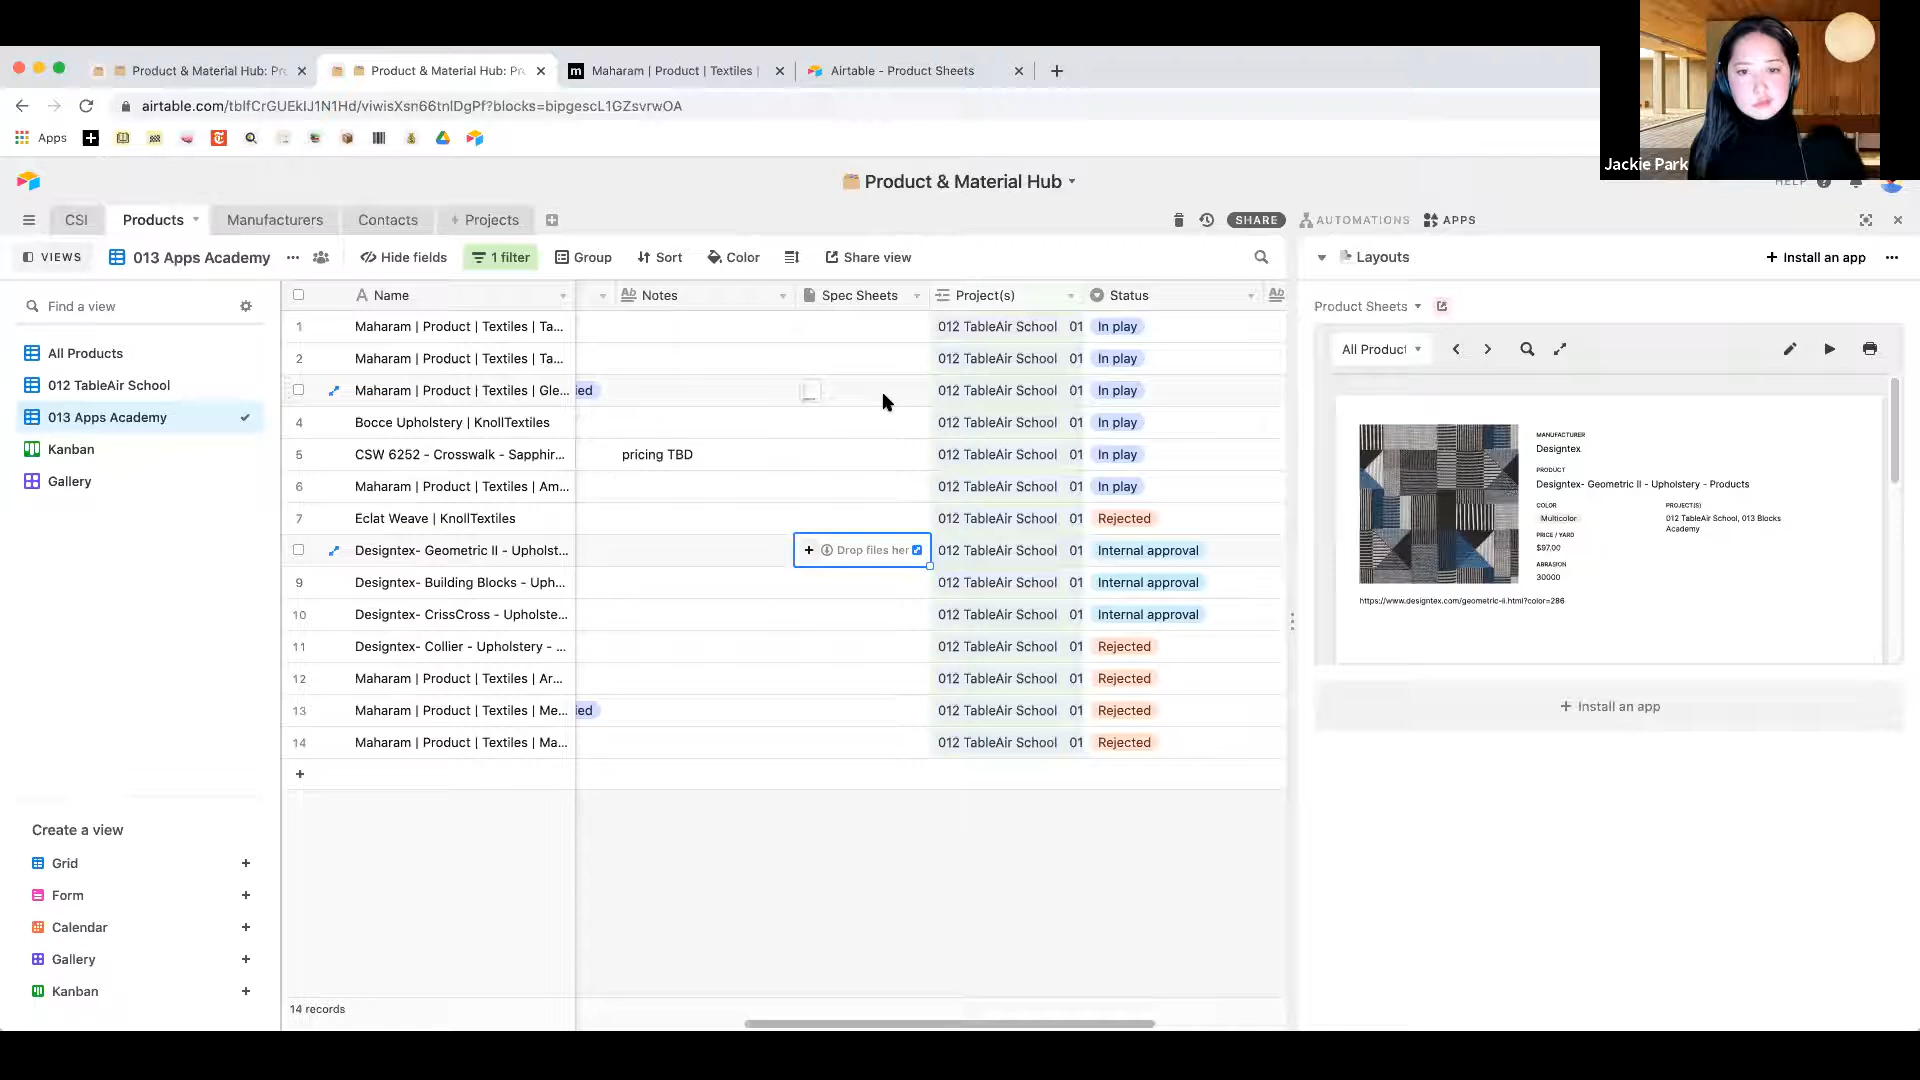 Product & Material Hub: Pr
Product & Material Hub: Pr
Maharam | Product | Textiles |
Airtable - Product Sheets
airtable.com/tblfCrGUEklJ1N1Hd/viwisXsn66tnlDgPf?blocks=bipgescL1GZsvrwOA
Apps
Jackie Park
Product & Material Hub
HELP
CSI
Products
Manufacturers
Contacts
Projects
SHARE
AUTOMATIONS
APPS
VIEWS
013 Apps Academy
Hide fields
1 filter
Group
Sort
Color
Share view
Layouts
+ Install an app
Find a view
All Products
012 TableAir School
013 Apps Academy
Kanban
Gallery
Create a view
Grid +
Form +
Calendar +
Gallery +
Kanban +
Name Notes Spec Sheets Project(s) Status
1 Maharam | Product | Textiles | Ta... 012 TableAir School 01 In play
2 Maharam | Product | Textiles | Ta... 012 TableAir School 01 In play
Maharam | Product | Textiles | Gle... ied 012 TableAir School 01 In play
4 Bocce Upholstery | KnollTextiles 012 TableAir School 01 In play
5 CSW 6252 - Crosswalk - Sapphir... pricing TBD 012 TableAir School 01 In play
6 Maharam | Product | Textiles | Am... 012 TableAir School 01 In play
7 Eclat Weave | KnollTextiles 012 TableAir School 01 Rejected
Designtex- Geometric II - Upholst... + Drop files her 012 TableAir School 01 Internal approval
9 Designtex- Building Blocks - Uph... 012 TableAir School 01 Internal approval
10 Designtex- CrissCross - Upholste... 012 TableAir School 01 Internal approval
11 Designtex- Collier - Upholstery - ... 012 TableAir School 01 Rejected
12 Maharam | Product | Textiles | Ar... 012 TableAir School 01 Rejected
13 Maharam | Product | Textiles | Me... ied 012 TableAir School 01 Rejected
14 Maharam | Product | Textiles | Ma... 012 TableAir School 01 Rejected
+
14 records
Product Sheets
All Product
MANUFACTURER
Designtex
PRODUCT
Designtex- Geometric II - Upholstery - Products
COLOR PROJECT(S)
Multicolor 012 TableAir School, 013 Blocks
Academy
PRICE / YARD
$97.00
ABRASION
30000
https://www.designtex.com/geometric-ii.html?color=286
+ Install an app